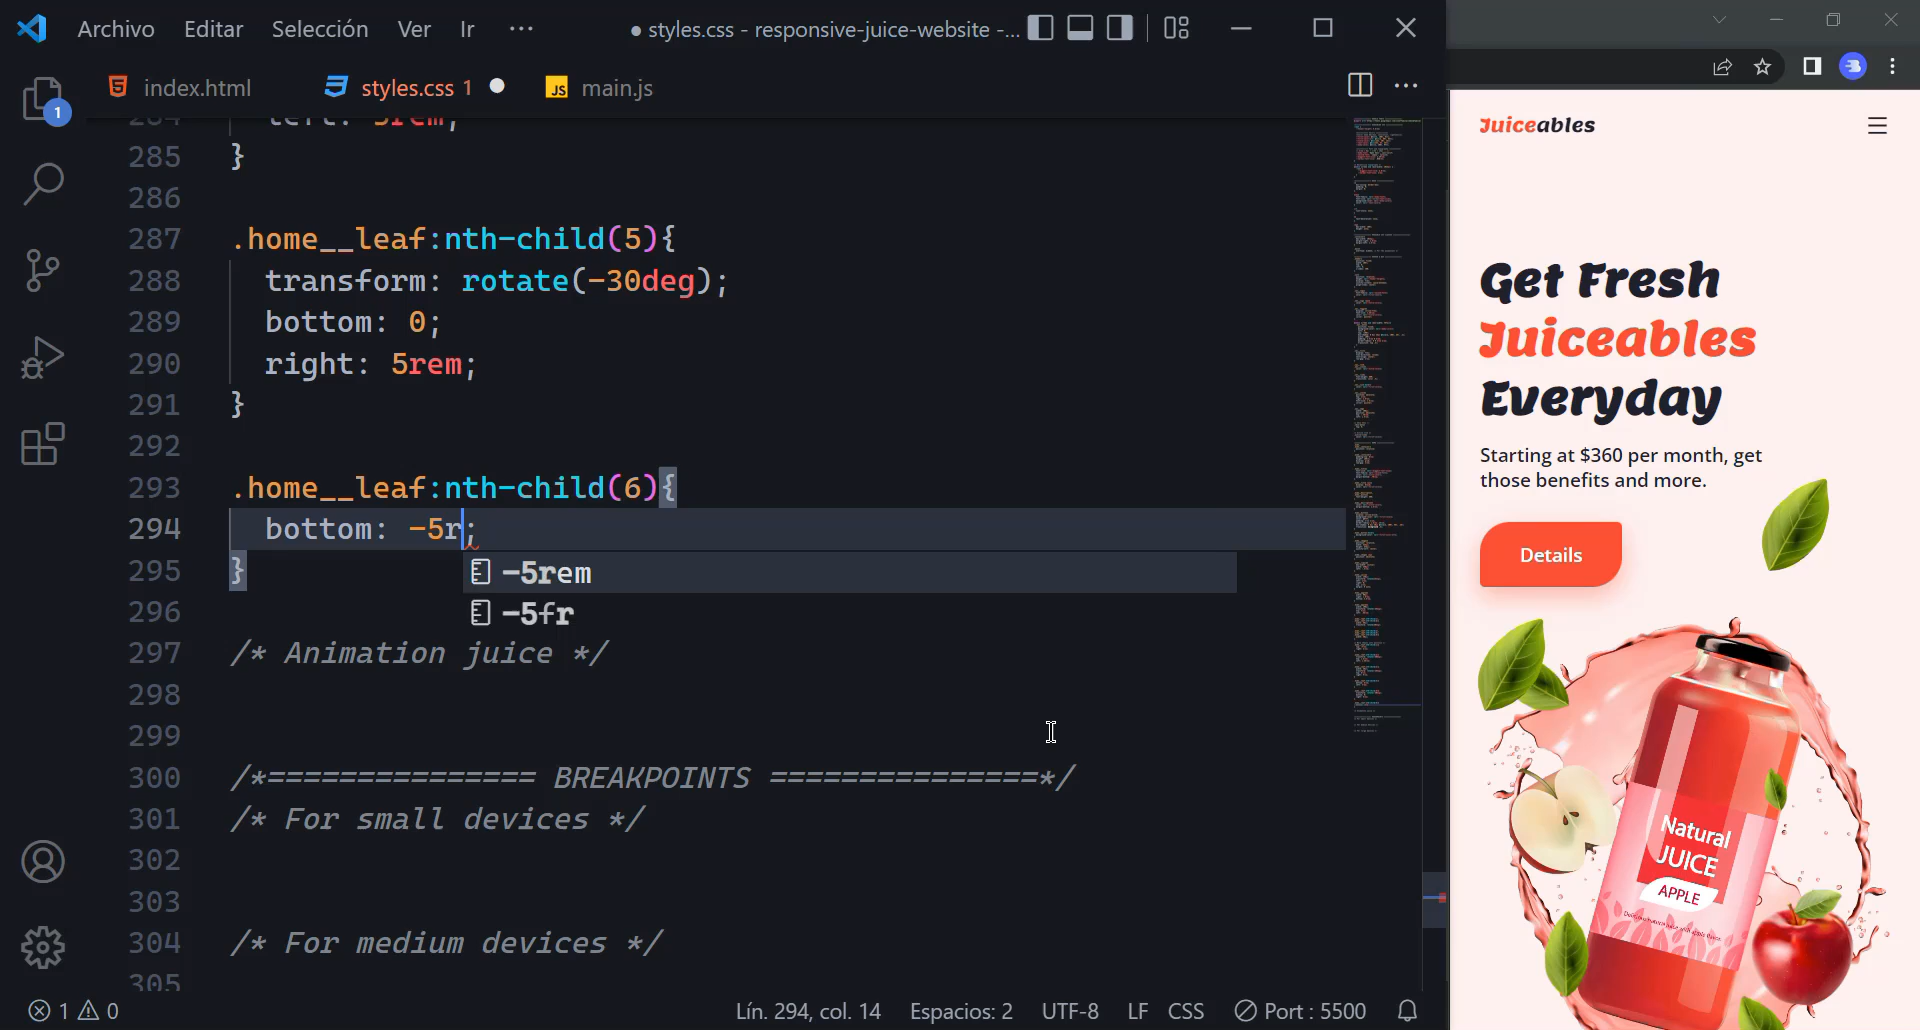 Archivo Editar Selección Ver Ir ···
● styles.css - responsive-juice-website -...
index.html
styles.css 1
JS main.js
1
284 left: 5rem;
285 }
286
287 .home__leaf:nth-child(5){
288 transform: rotate(-30deg);
289 bottom: 0;
290 right: 5rem;
291 }
292
293 .home__leaf:nth-child(6){
294 bottom: -5r;
295 }
-5rem
296
-5fr
297 /* Animation juice */
298
299
300 /*=============== BREAKPOINTS ===============*/
301 /* For small devices */
302
303
304 /* For medium devices */
305
1 0
Lín. 294, col. 14 Espacios: 2 UTF-8 LF CSS Port : 5500
Juiceables
Get Fresh
Juiceables
Everyday
Starting at $360 per month, get
those benefits and more.
Details
Natural
JUICE
APPLE